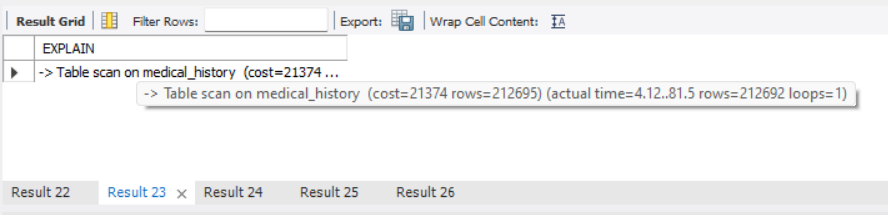 Result Grid Filter Rows: Export: Wrap Cell Content:
EXPLAIN
-> Table scan on medical_history (cost=21374 ...
-> Table scan on medical_history (cost=21374 rows=212695) (actual time=4.12..81.5 rows=212692 loops=1)
Result 22 Result 23 × Result 24 Result 25 Result 26